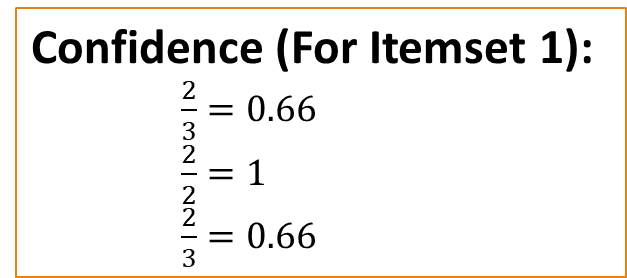 Confidence (For Itemset 1):
2/3 = 0.66
2/2 = 1
2/3 = 0.66